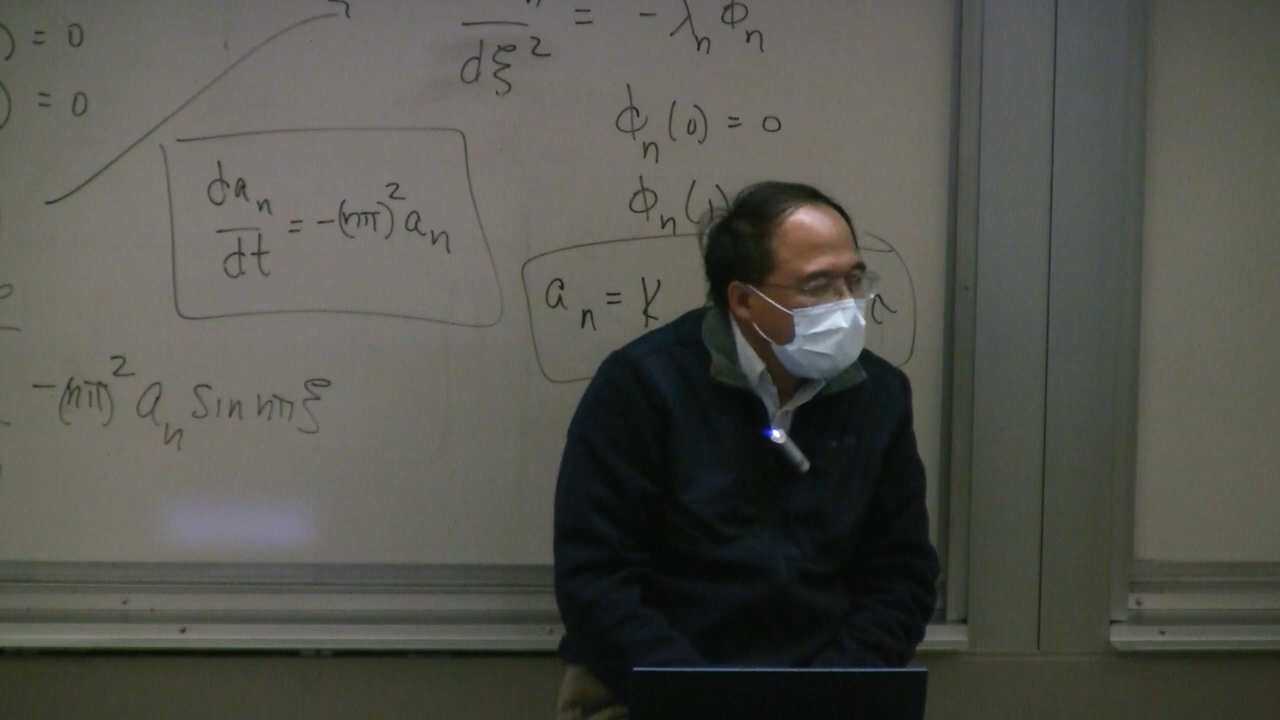 ) = 0
) = 0
dξ² = - λn ϕn
ϕn(0) = 0
ϕn(1)
dan/dt = -(nπ)² an
an = K
-(nπ)² an Sin nπξ